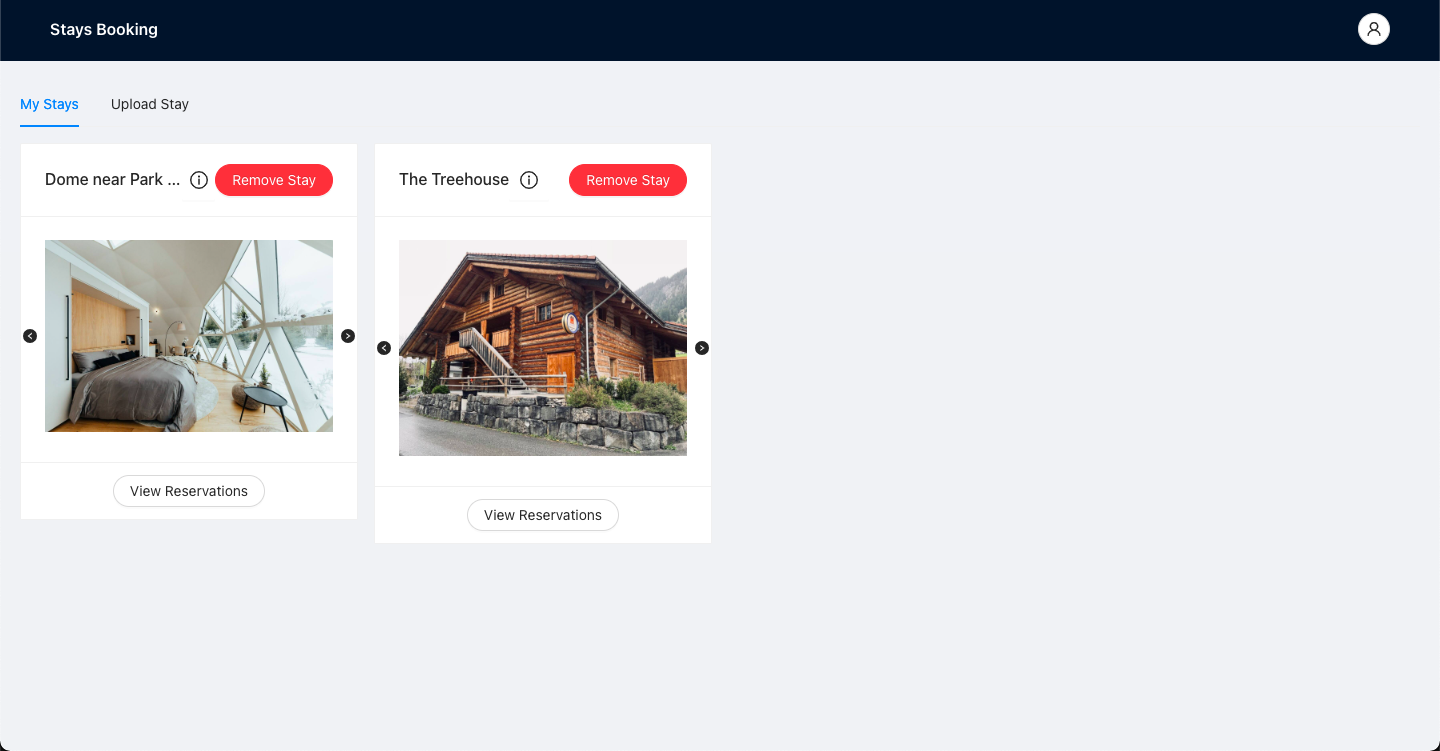 Stays Booking
My Stays
Upload Stay
Dome near Park ...
Remove Stay
The Treehouse
Remove Stay
View Reservations
View Reservations